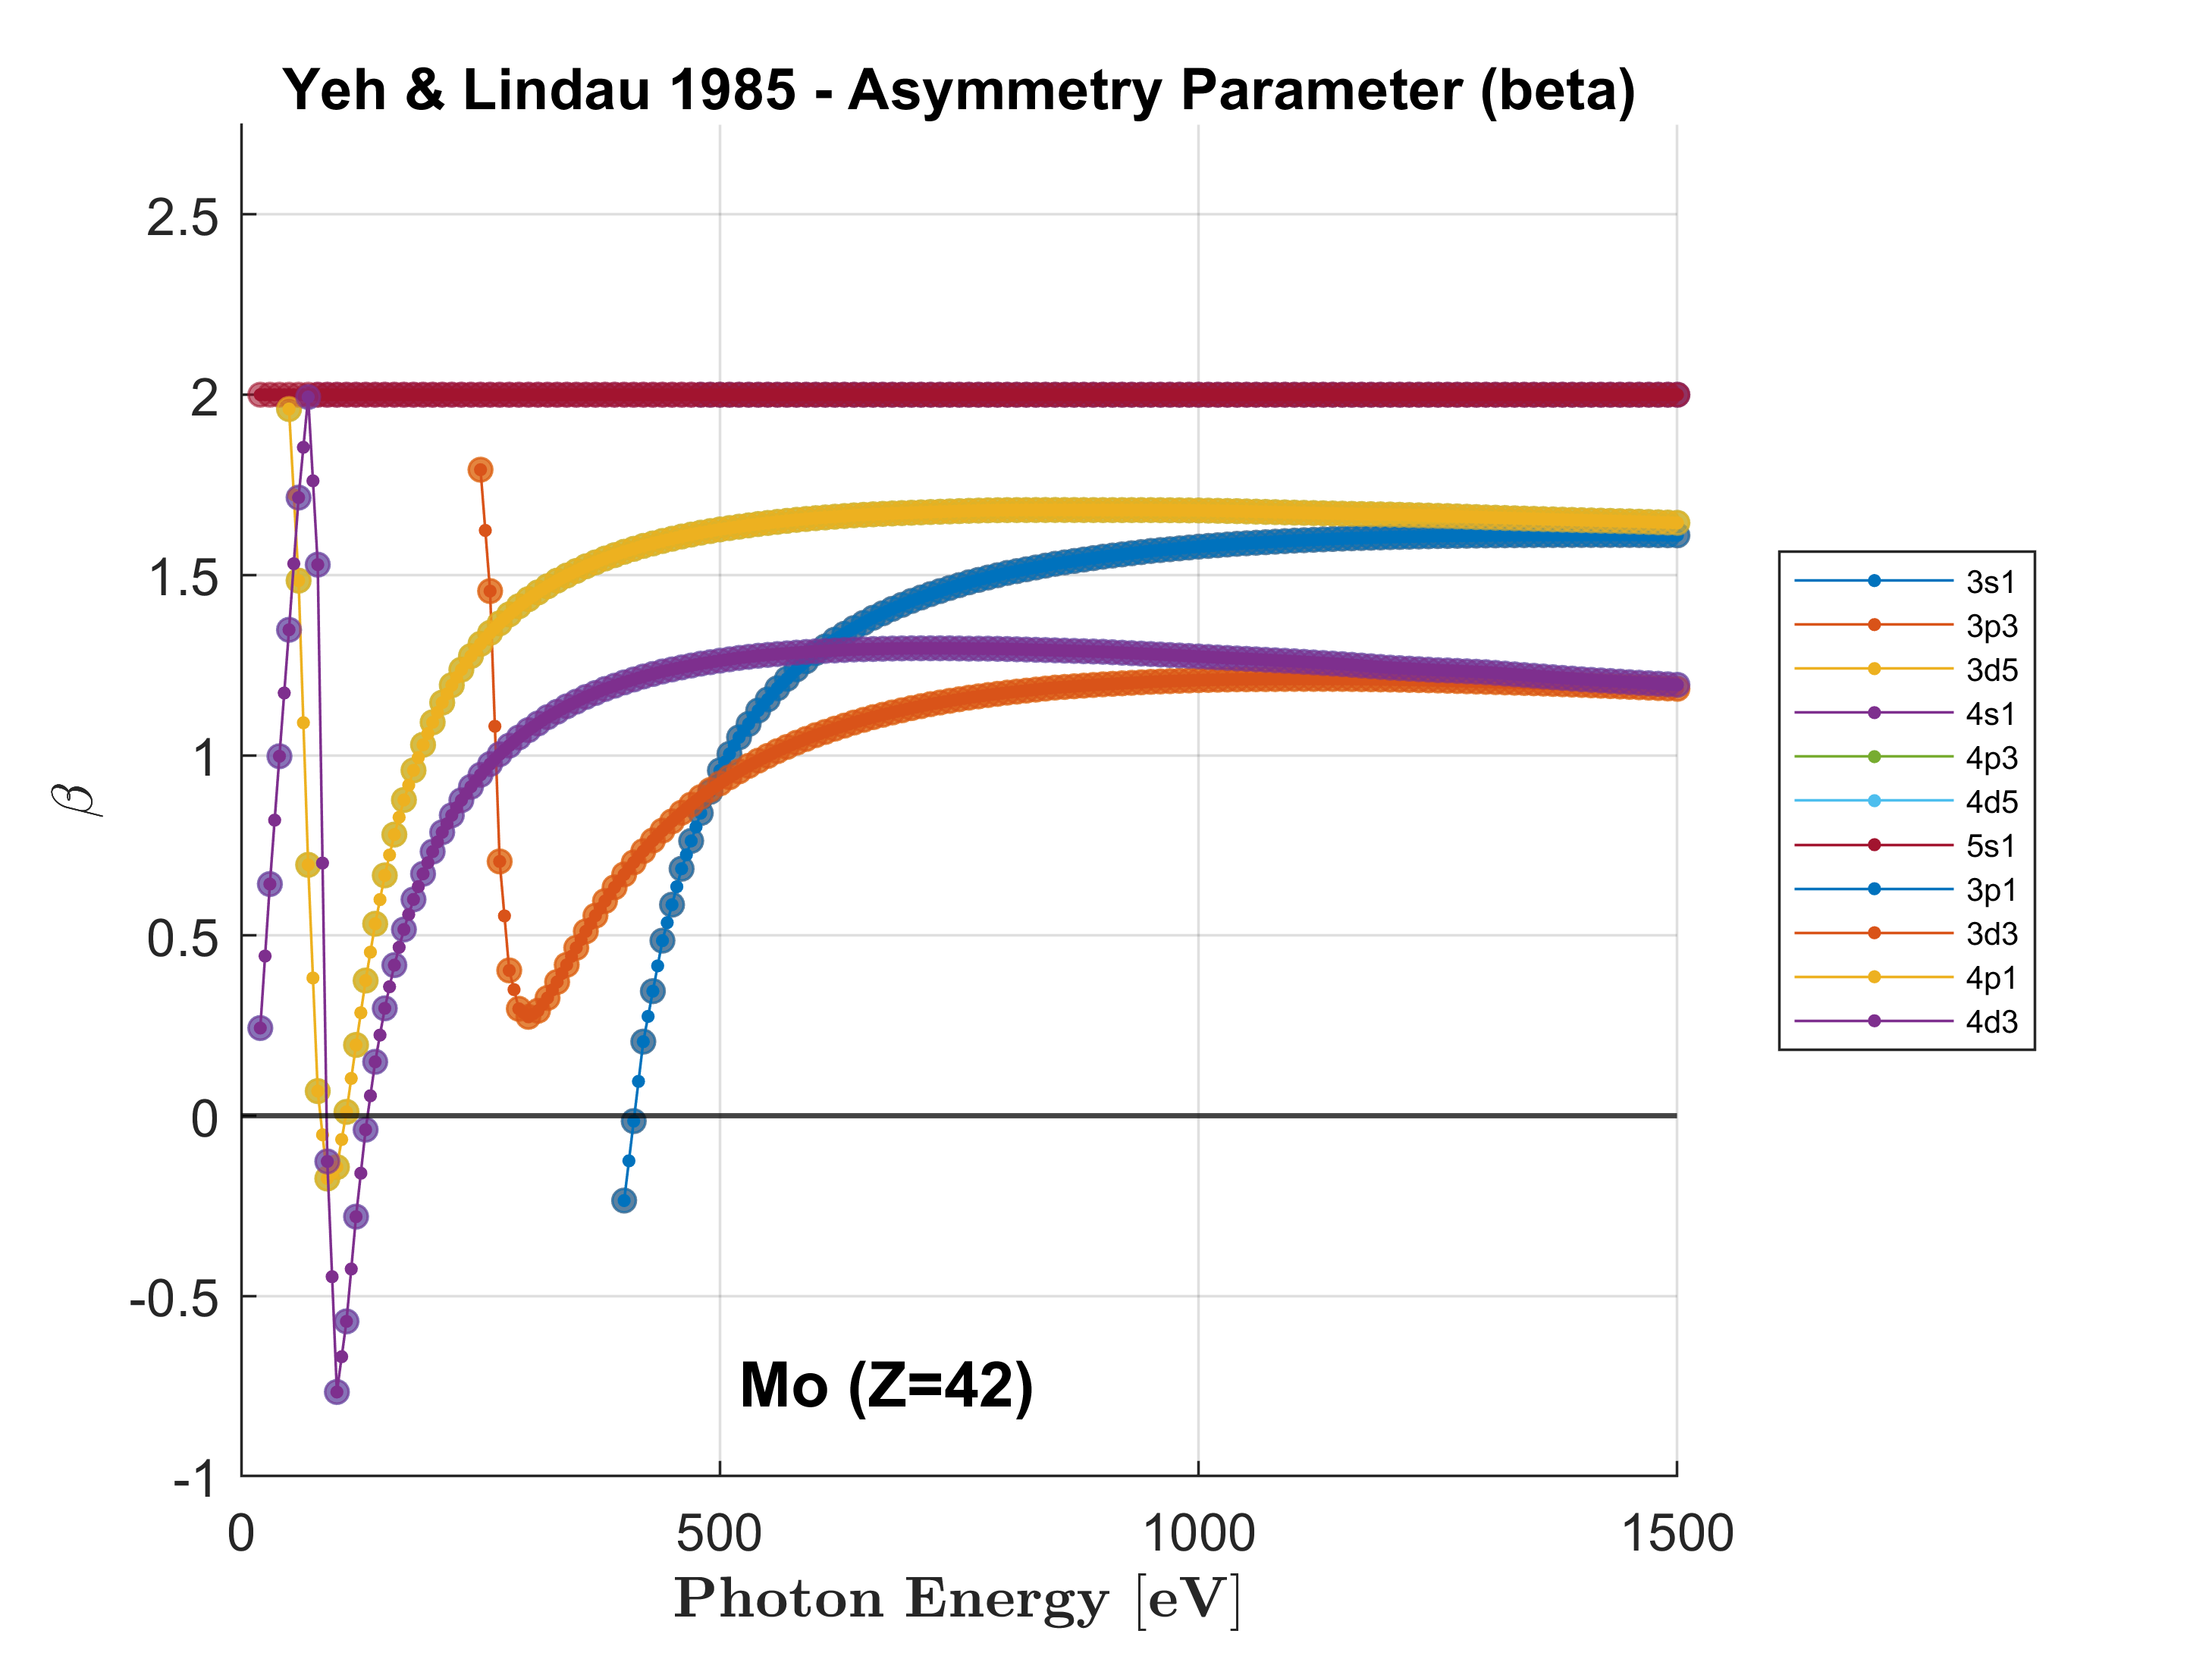 Yeh & Lindau 1985 - Asymmetry Parameter (beta)
2.5
2
1.5
1
0.5
0
-0.5
-1
β
0 500 1000 1500
Photon Energy [eV]
Mo (Z=42)
3s1
3p3
3d5
4s1
4p3
4d5
5s1
3p1
3d3
4p1
4d3